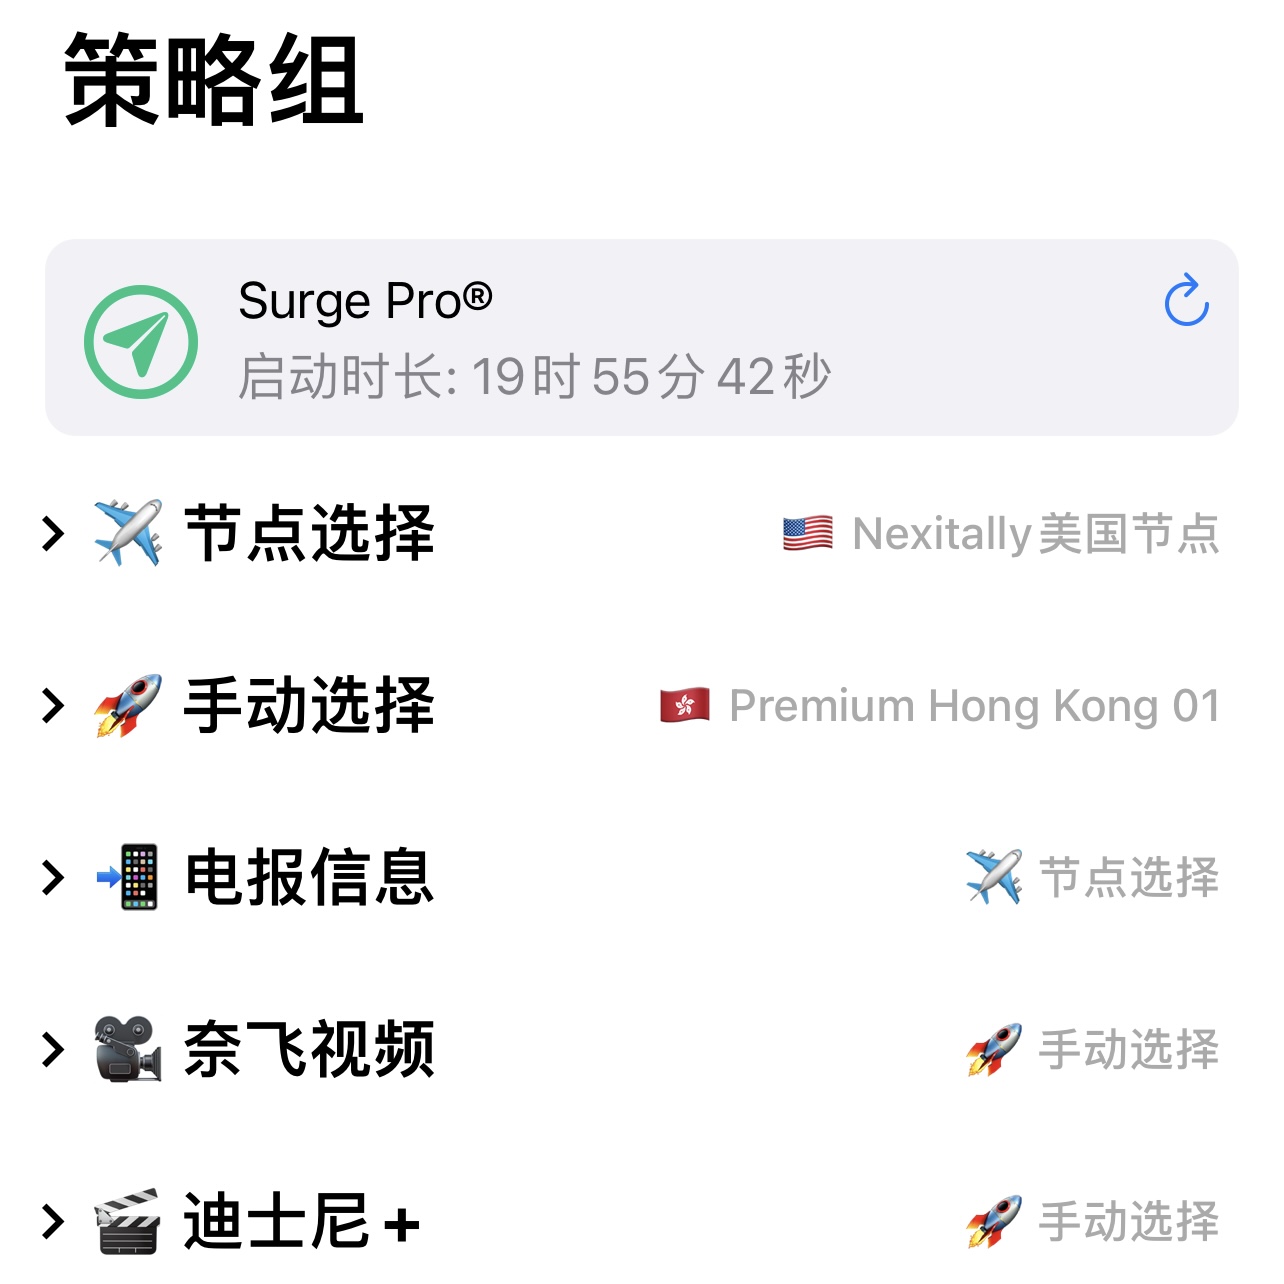 策略组
Surge Pro®
启动时长: 19时55分42秒
节点选择
Nexitally美国节点
手动选择
Premium Hong Kong 01
电报信息
节点选择
奈飞视频
手动选择
迪士尼+
手动选择